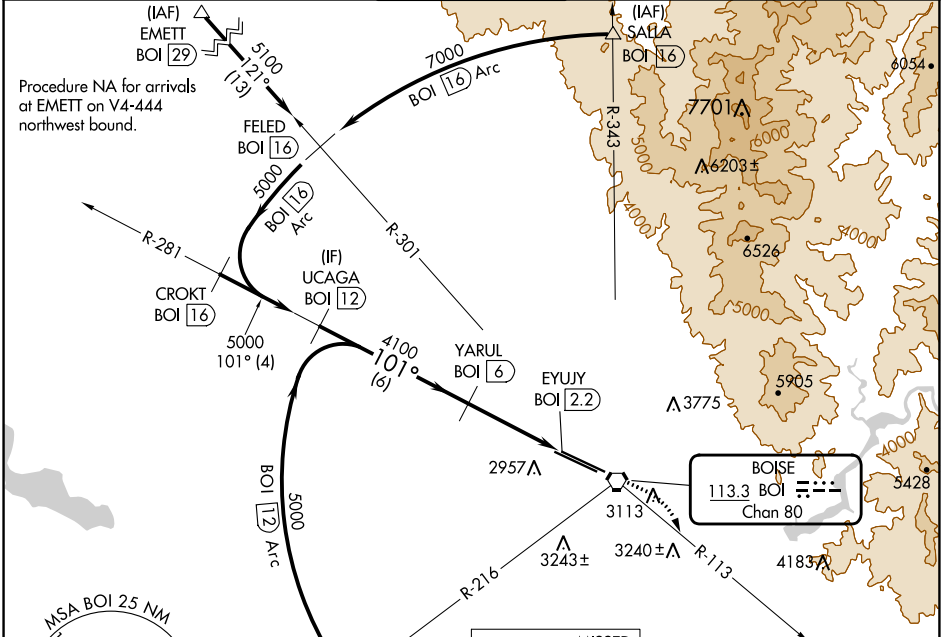 (IAF)
EMETT
BOI 29
5100
121°
(13)
Procedure NA for arrivals
at EMETT on V4-444
northwest bound.
7000
BOI 16 Arc
(IAF)
SALLA
BOI 16
R-343
6054
7701
6000
5000
6203±
4000
6526
5000
FELED
BOI 16
5000
BOI 16
Arc
R-301
R-281
CROKT
BOI 16
(IF)
UCAGA
BOI 12
5000
101° (4)
4100
101°
(6)
YARUL
BOI 6
EYUJY
BOI 2.2
3775
5905
4000
5428
2957
BOISE
113.3 BOI
Chan 80
3113
3243±
3240±
4183
R-113
R-216
BOI 12 Arc
5000
MSA BOI 25 NM